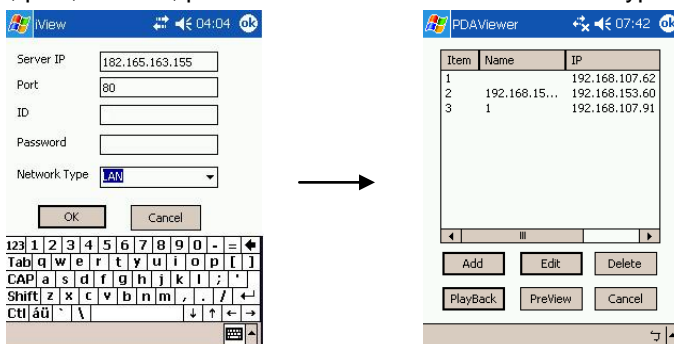 iView 04:04 ok
Server IP 182.165.163.155
Port 80
ID
Password
Network Type LAN
OK Cancel
123 1 2 3 4 5 6 7 8 9 0 - =
Tab q w e r t y u i o p [ ]
CAP a s d f g h j k l ; '
Shift z x c v b n m , . /
Ctl áü ` \
PDAViewer 07:42 ok
Item Name IP
1 192.168.107.62
2 192.168.15... 192.168.153.60
3 1 192.168.107.91
Add Edit Delete
PlayBack PreView Cancel